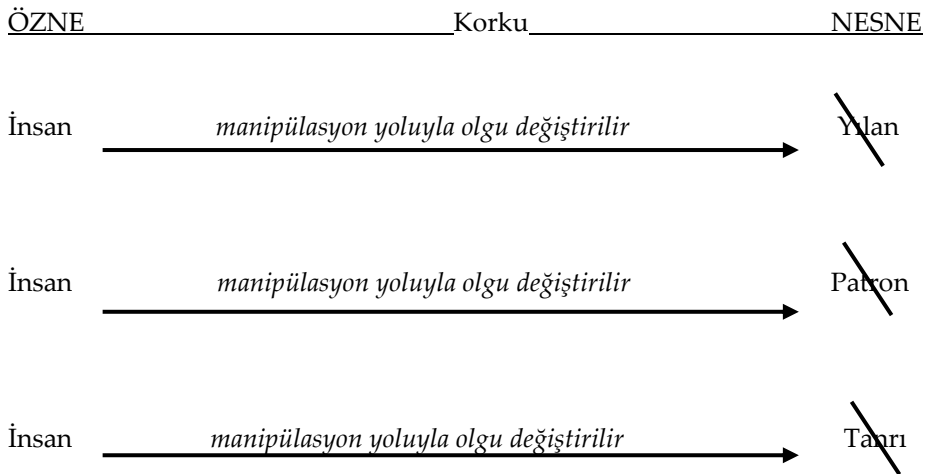 ÖZNE Korku NESNE
İnsan manipülasyon yoluyla olgu değiştirilir Yılan
İnsan manipülasyon yoluyla olgu değiştirilir Patron
İnsan manipülasyon yoluyla olgu değiştirilir Tanrı